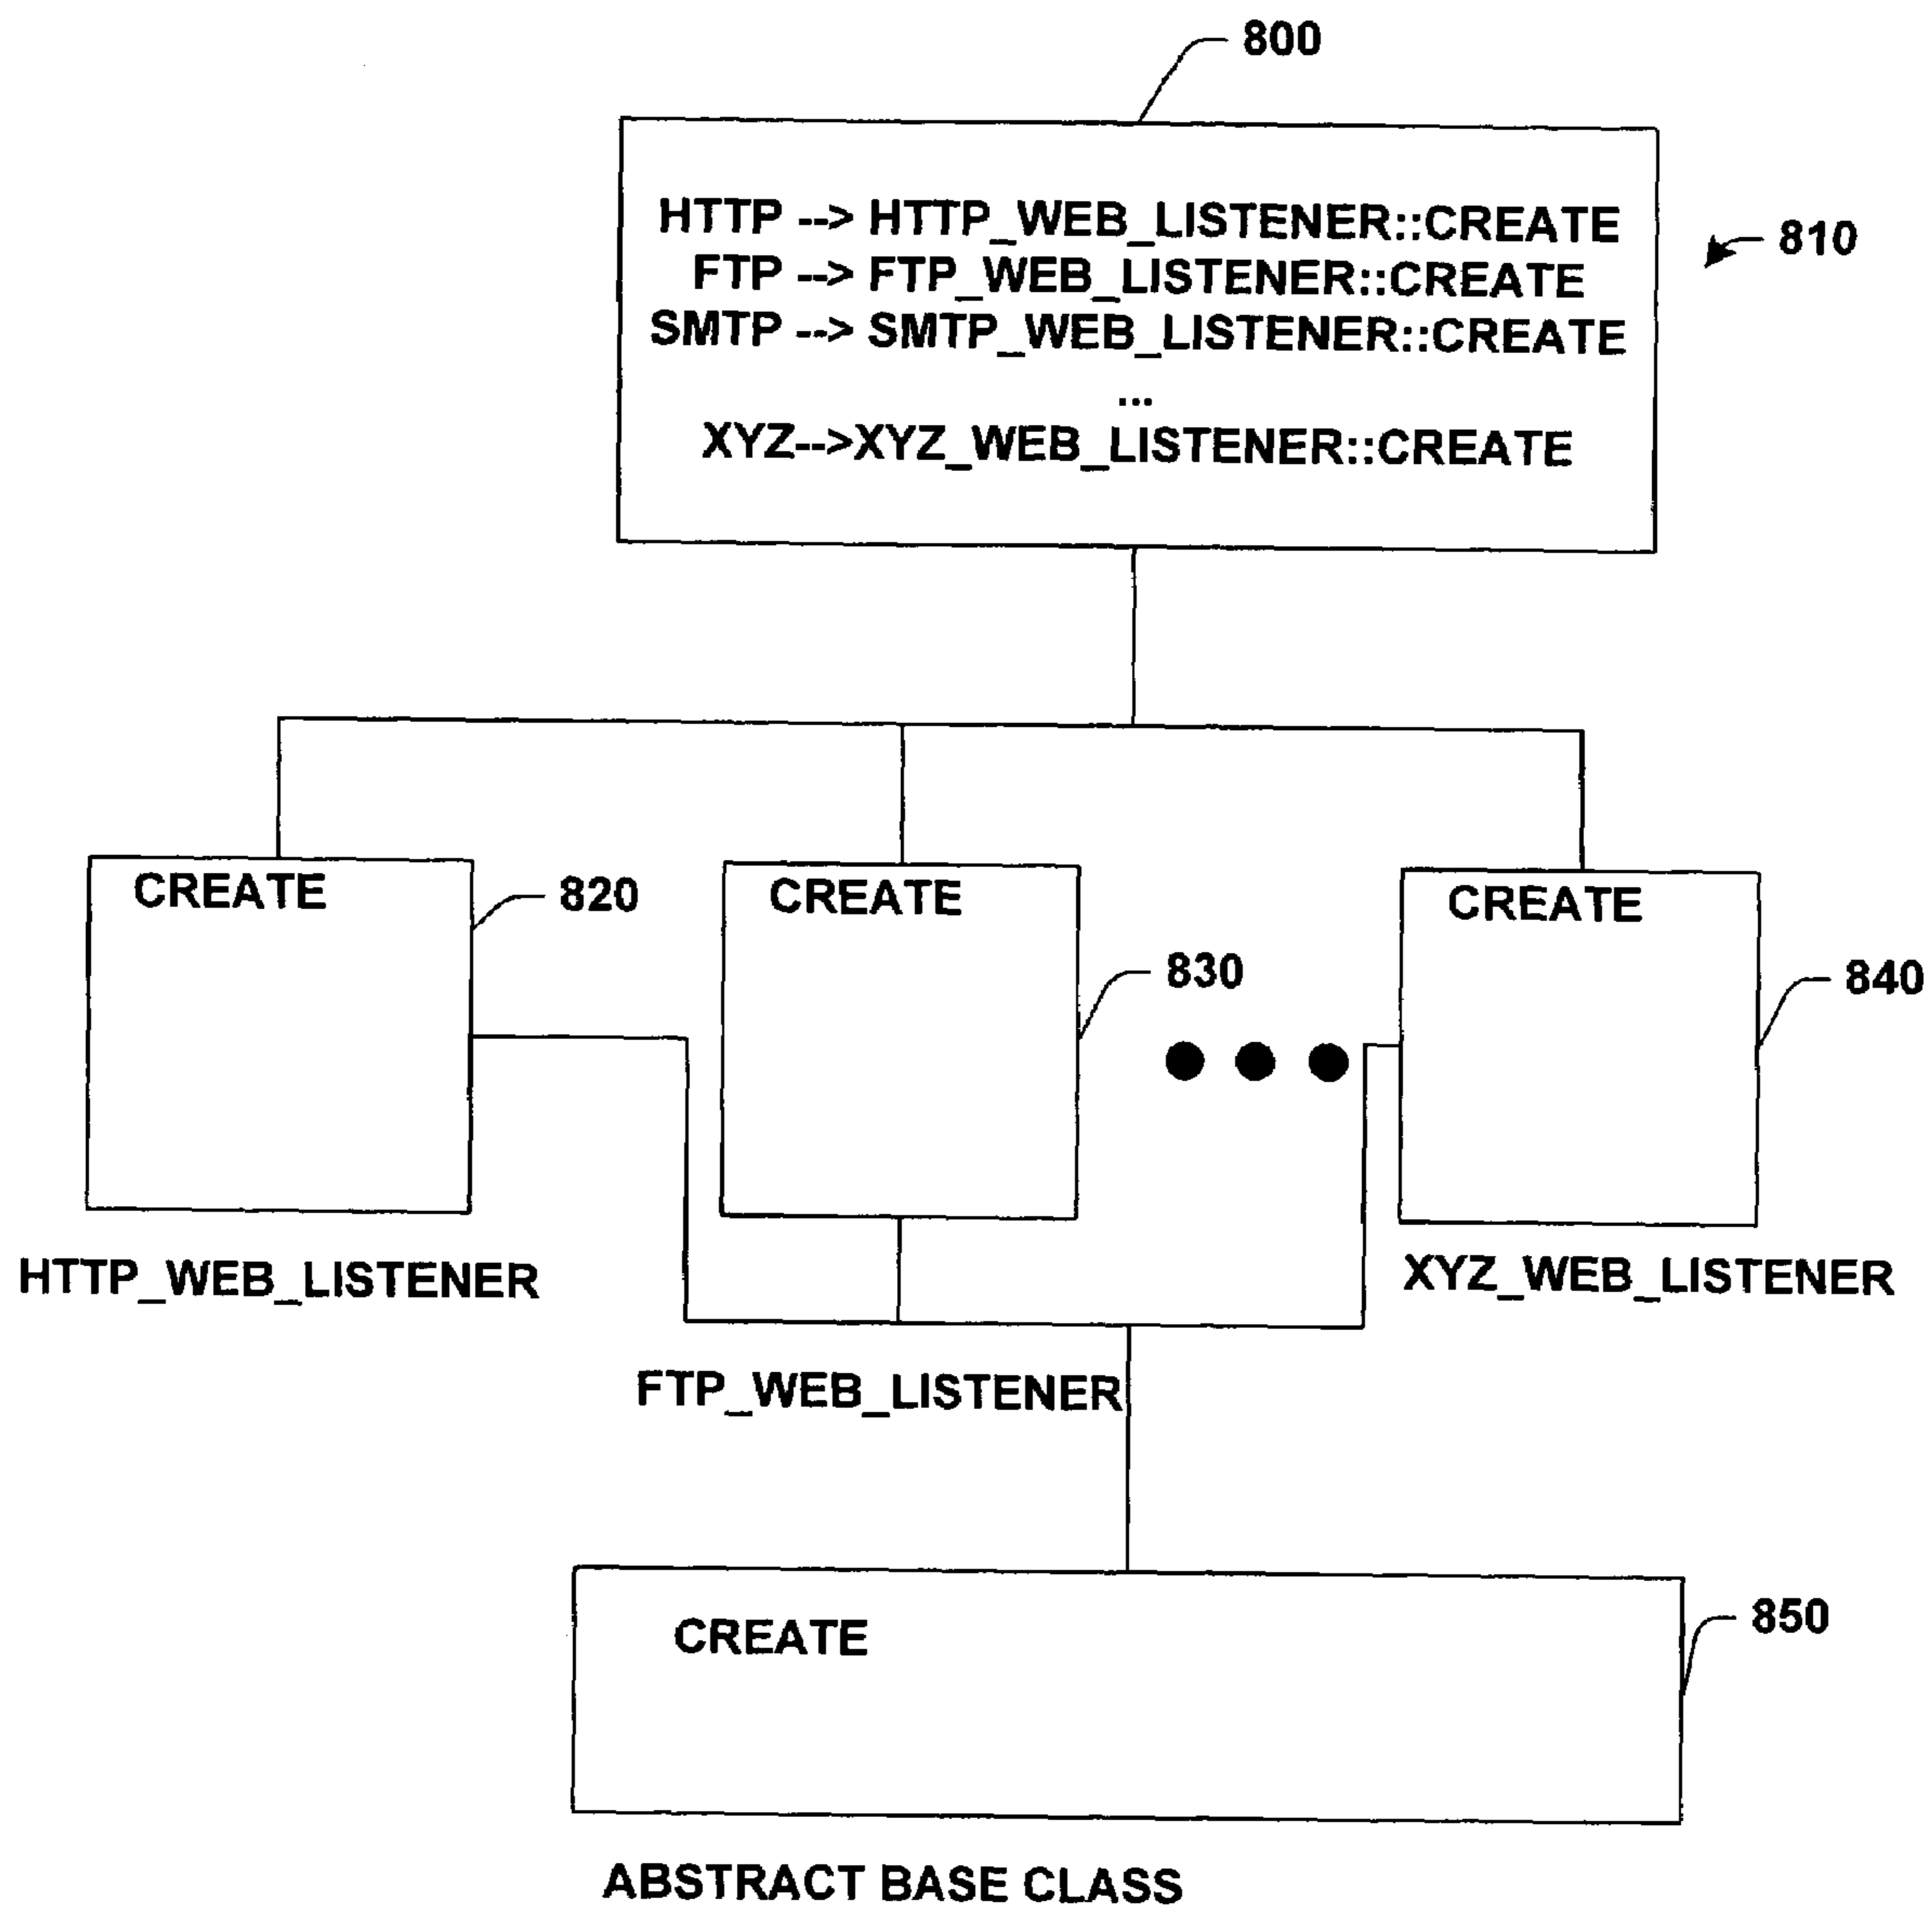 800
HTTP --> HTTP_WEB_LISTENER::CREATE
810
FTP --> FTP_WEB_LISTENER::CREATE
SMTP --> SMTP_WEB_LISTENER::CREATE
...
XYZ-->XYZ_WEB_LISTENER::CREATE
CREATE
820
CREATE
CREATE
830
840
HTTP_WEB_LISTENER
XYZ_WEB_LISTENER
FTP_WEB_LISTENER
CREATE
850
ABSTRACT BASE CLASS